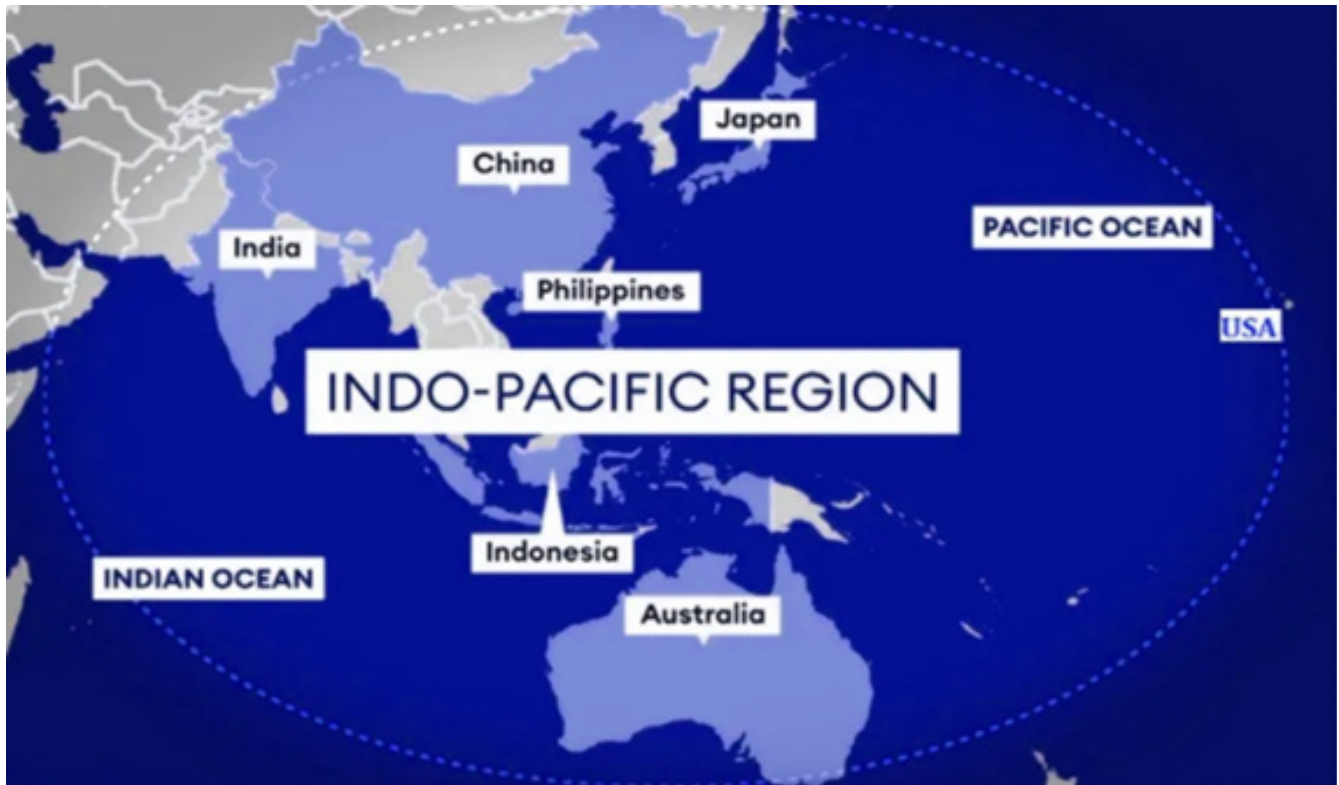 Japan
China
PACIFIC OCEAN
India
Philippines
USA
INDO-PACIFIC REGION
Indonesia
INDIAN OCEAN
Australia